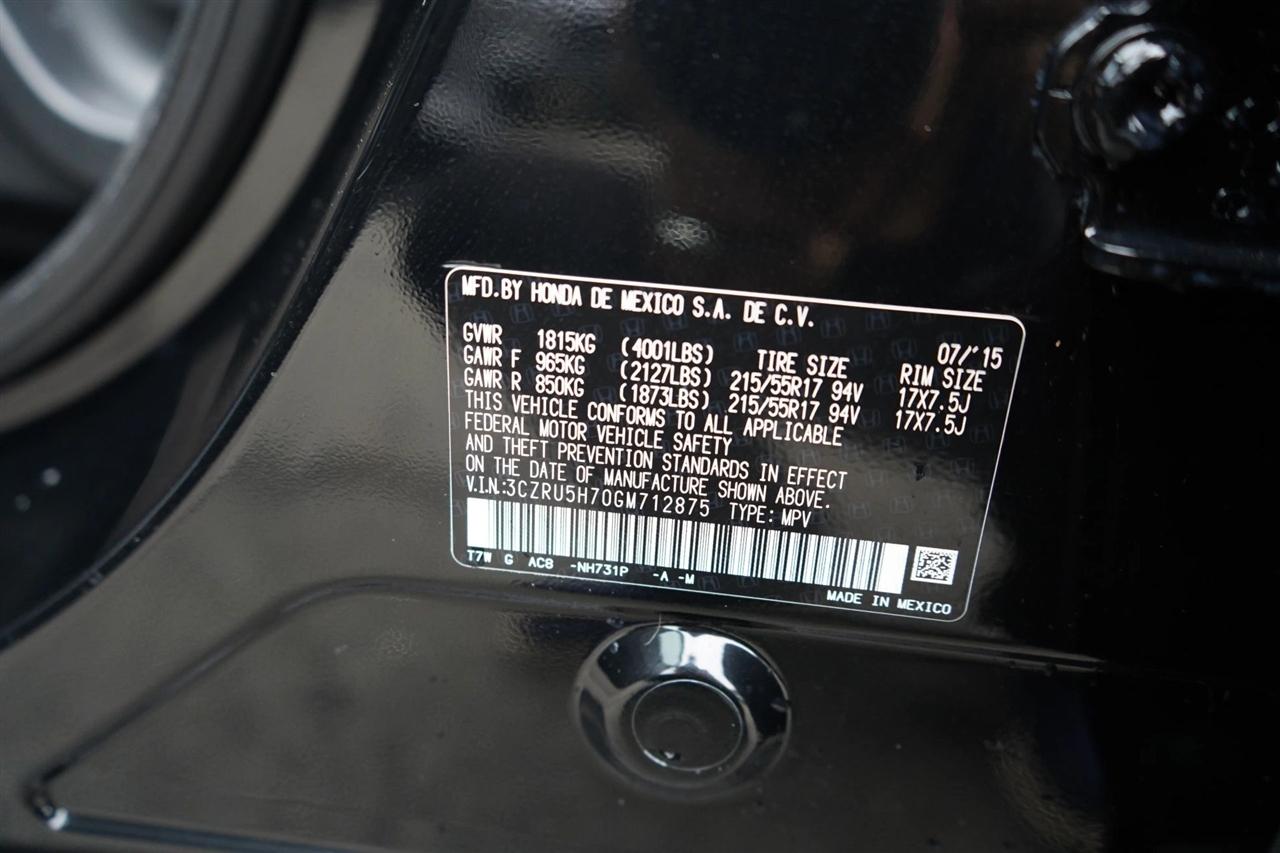 MFD.BY HONDA DE MEXICO S.A. DE C.V.
07/'15
GVWR 1815KG (4001LBS) TIRE SIZE RIM SIZE
GAWR F 965KG (2127LBS) 215/55R17 94V 17X7.5J
GAWR R 850KG (1873LBS) 215/55R17 94V 17X7.5J
THIS VEHICLE CONFORMS TO ALL APPLICABLE
FEDERAL MOTOR VEHICLE SAFETY
AND THEFT PREVENTION STANDARDS IN EFFECT
ON THE DATE OF MANUFACTURE SHOWN ABOVE.
V.I.N.:3CZRU5H70GM712875 TYPE: MPV
T7W G AC8 -NH731P -A -M
MADE IN MEXICO